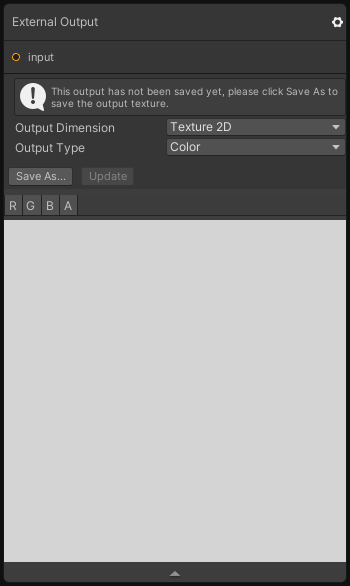 External Output
input
This output has not been saved yet, please click Save As to
save the output texture.
Output Dimension Texture 2D
Output Type Color
Save As... Update
R G B A